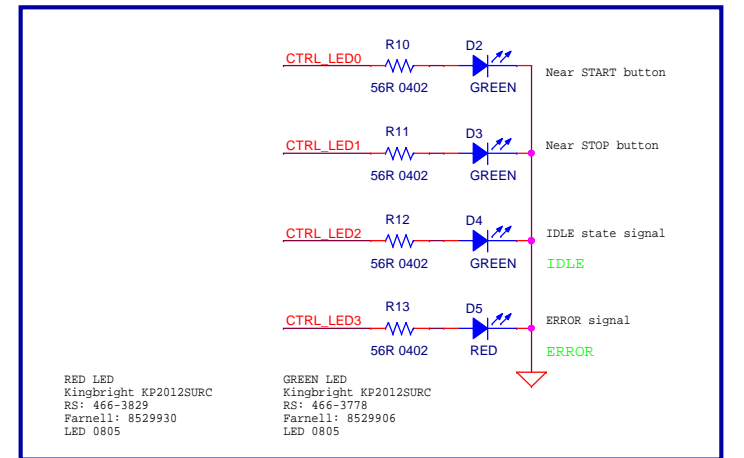 R10 D2
CTRL_LED0 Near START button
56R 0402 GREEN
R11 D3
CTRL_LED1 Near STOP button
56R 0402 GREEN
R12 D4
CTRL_LED2 IDLE state signal
56R 0402 GREEN IDLE
R13 D5
CTRL_LED3 ERROR signal
56R 0402 RED ERROR
RED LED
Kingbright KP2012SURC
RS: 466-3829
Farnell: 8529930
LED 0805
GREEN LED
Kingbright KP2012SURC
RS: 466-3778
Farnell: 8529906
LED 0805